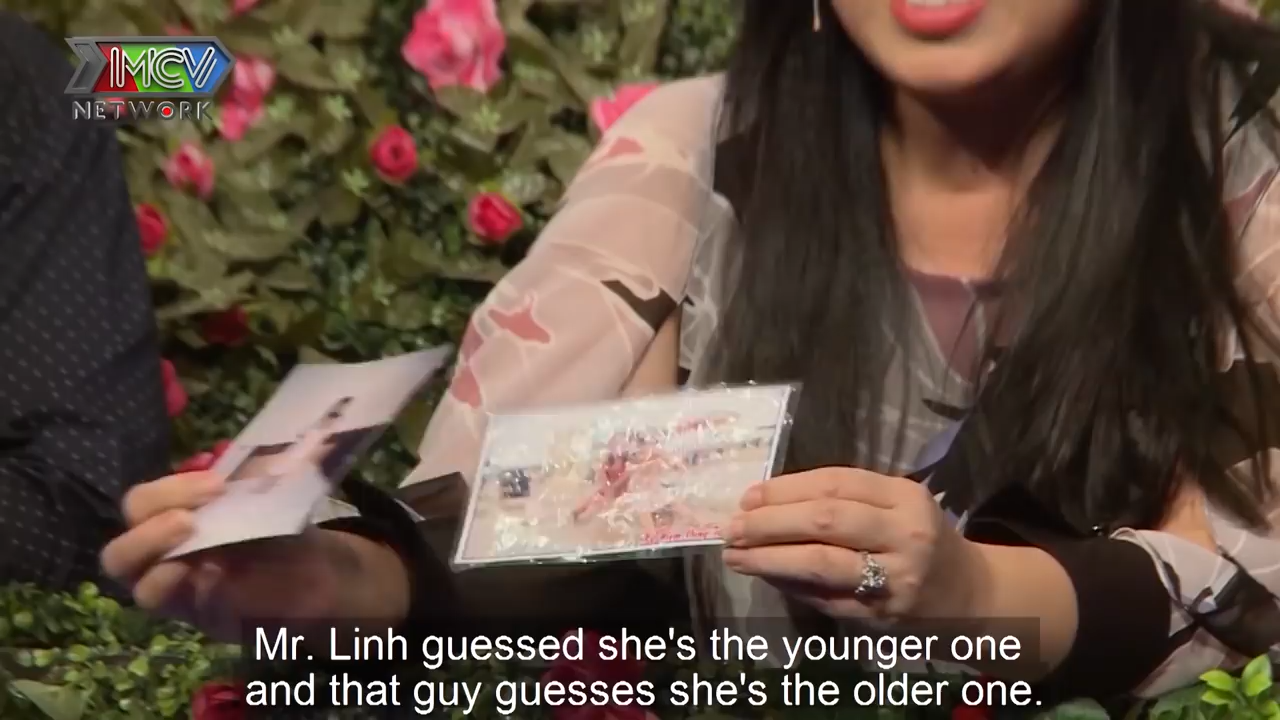 MCV
NETWORK
Mr. Linh guessed she's the younger one
and that guy guesses she's the older one.